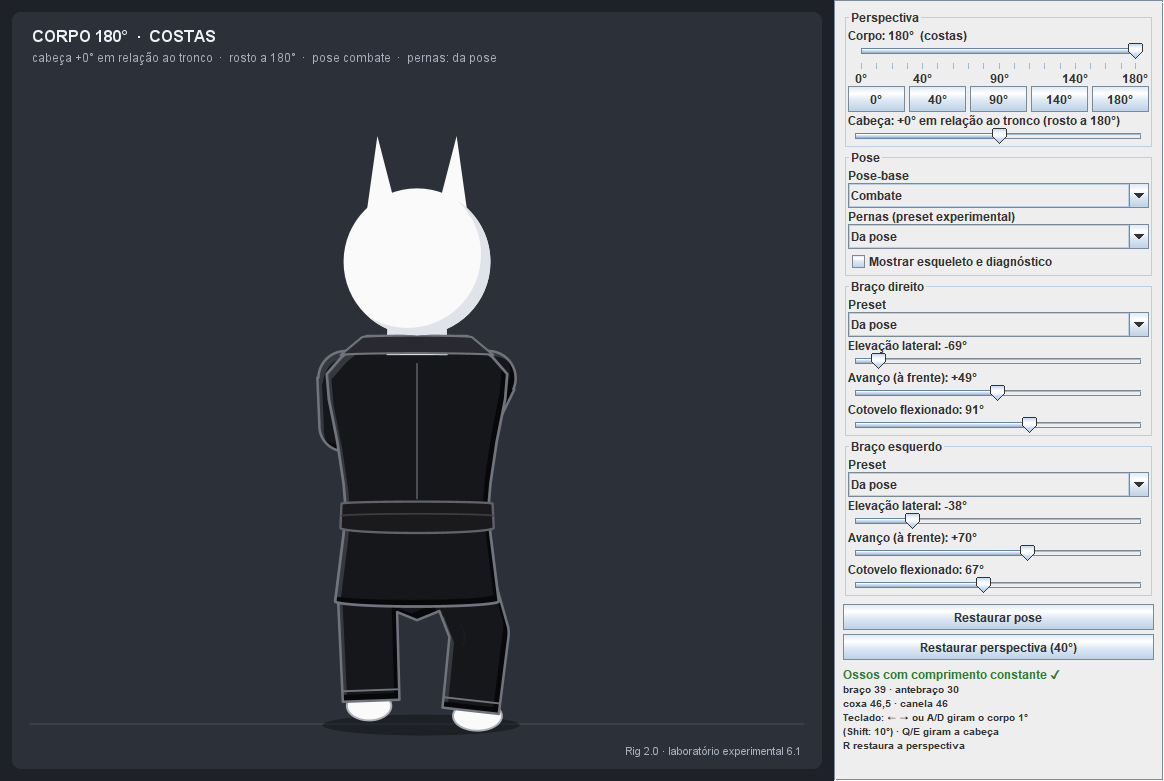 CORPO 180° · COSTAS
cabeça +0° em relação ao tronco · rosto a 180° · pose combate · pernas: da pose
Rig 2.0 · laboratório experimental 6.1
Perspectiva
Corpo: 180° (costas)
0° 40° 90° 140° 180°
0° 40° 90° 140° 180°
Cabeça: +0° em relação ao tronco (rosto a 180°)
Pose
Pose-base
Combate
Pernas (preset experimental)
Da pose
Mostrar esqueleto e diagnóstico
Braço direito
Preset
Da pose
Elevação lateral: -69°
Avanço (à frente): +49°
Cotovelo flexionado: 91°
Braço esquerdo
Preset
Da pose
Elevação lateral: -38°
Avanço (à frente): +70°
Cotovelo flexionado: 67°
Restaurar pose
Restaurar perspectiva (40°)
Ossos com comprimento constante ✓
braço 39 · antebraço 30
coxa 46,5 · canela 46
Teclado: ← → ou A/D giram o corpo 1°
(Shift: 10°) · Q/E giram a cabeça
R restaura a perspectiva